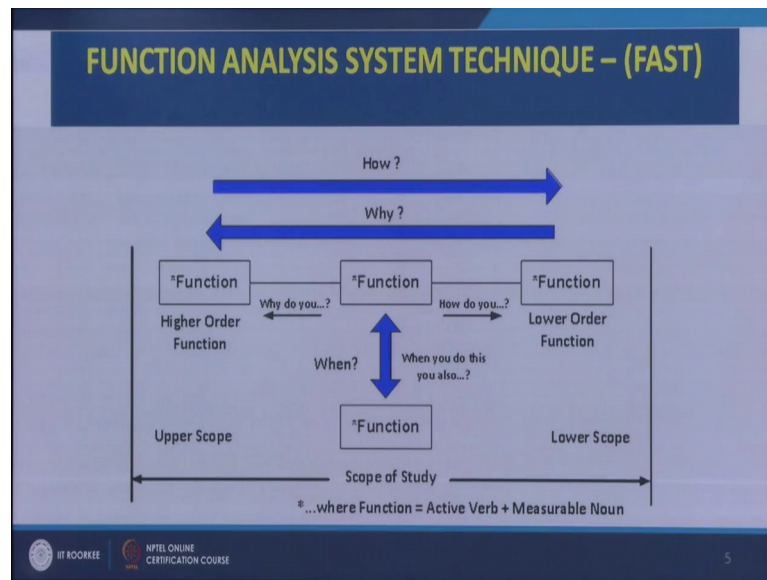 FUNCTION ANALYSIS SYSTEM TECHNIQUE – (FAST)
How ?
Why ?
*Function
*Function
*Function
Why do you...?
How do you...?
Higher Order
Function
Lower Order
Function
When?
When you do this
you also...?
*Function
Upper Scope
Lower Scope
Scope of Study
*...where Function = Active Verb + Measurable Noun
IIT ROORKEE
NPTEL ONLINE
CERTIFICATION COURSE
5